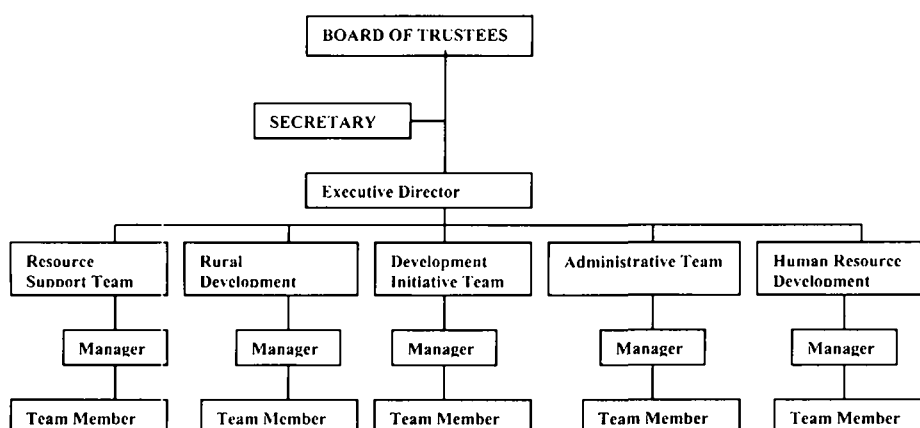 BOARD OF TRUSTEES
SECRETARY
Executive Director
Resource
Support Team
Rural
Development
Development
Initiative Team
Administrative Team
Human Resource
Development
Manager
Manager
Manager
Manager
Manager
Team Member
Team Member
Team Member
Team Member
Team Member